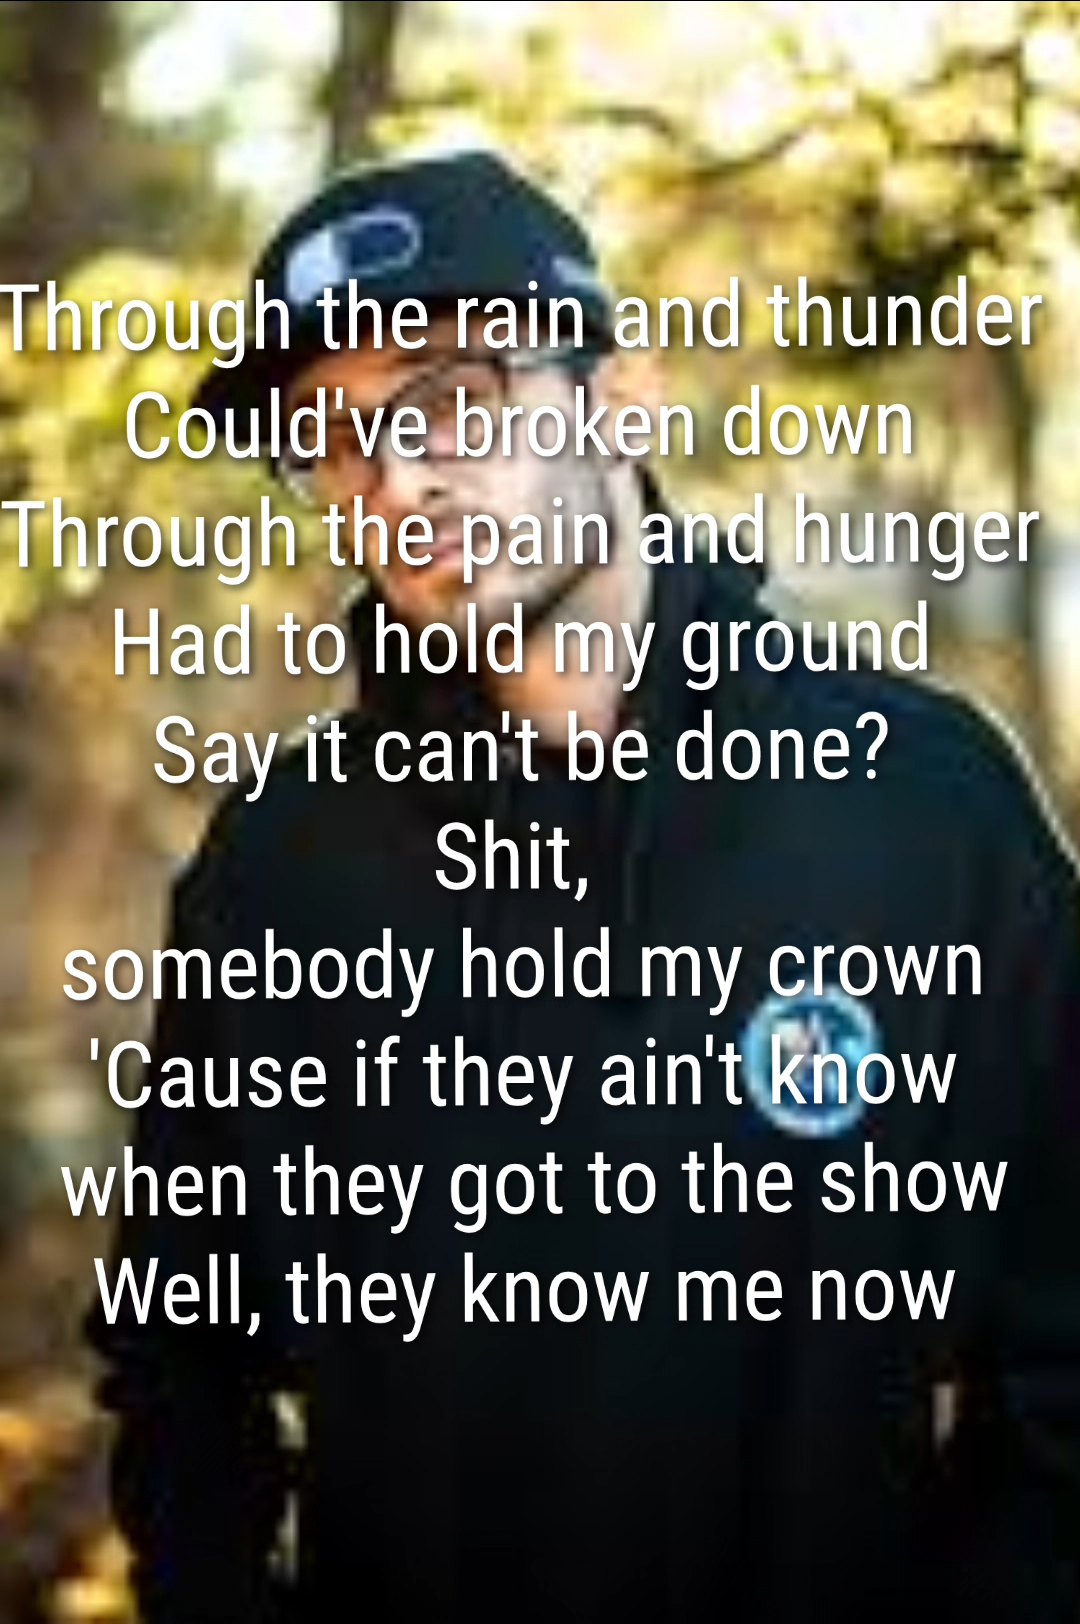 Through the rain and thunder
Could've broken down
Through the pain and hunger
Had to hold my ground
Say it can't be done?
Shit,
somebody hold my crown
'Cause if they ain't know
when they got to the show
Well, they know me now